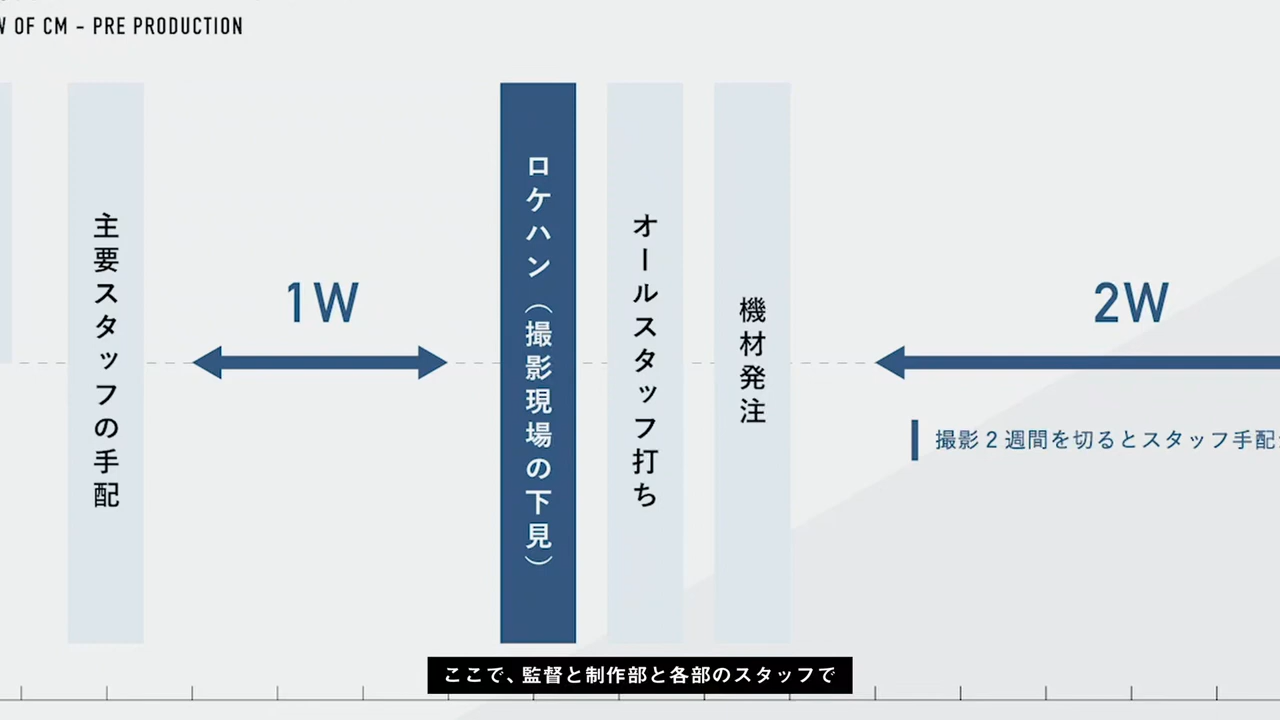 W OF CM - PRE PRODUCTION
主要スタッフの手配
1W
ロケハン（撮影現場の下見）
オールスタッフ打ち
機材発注
2W
撮影2週間を切るとスタッフ手配
ここで、監督と制作部と各部のスタッフで